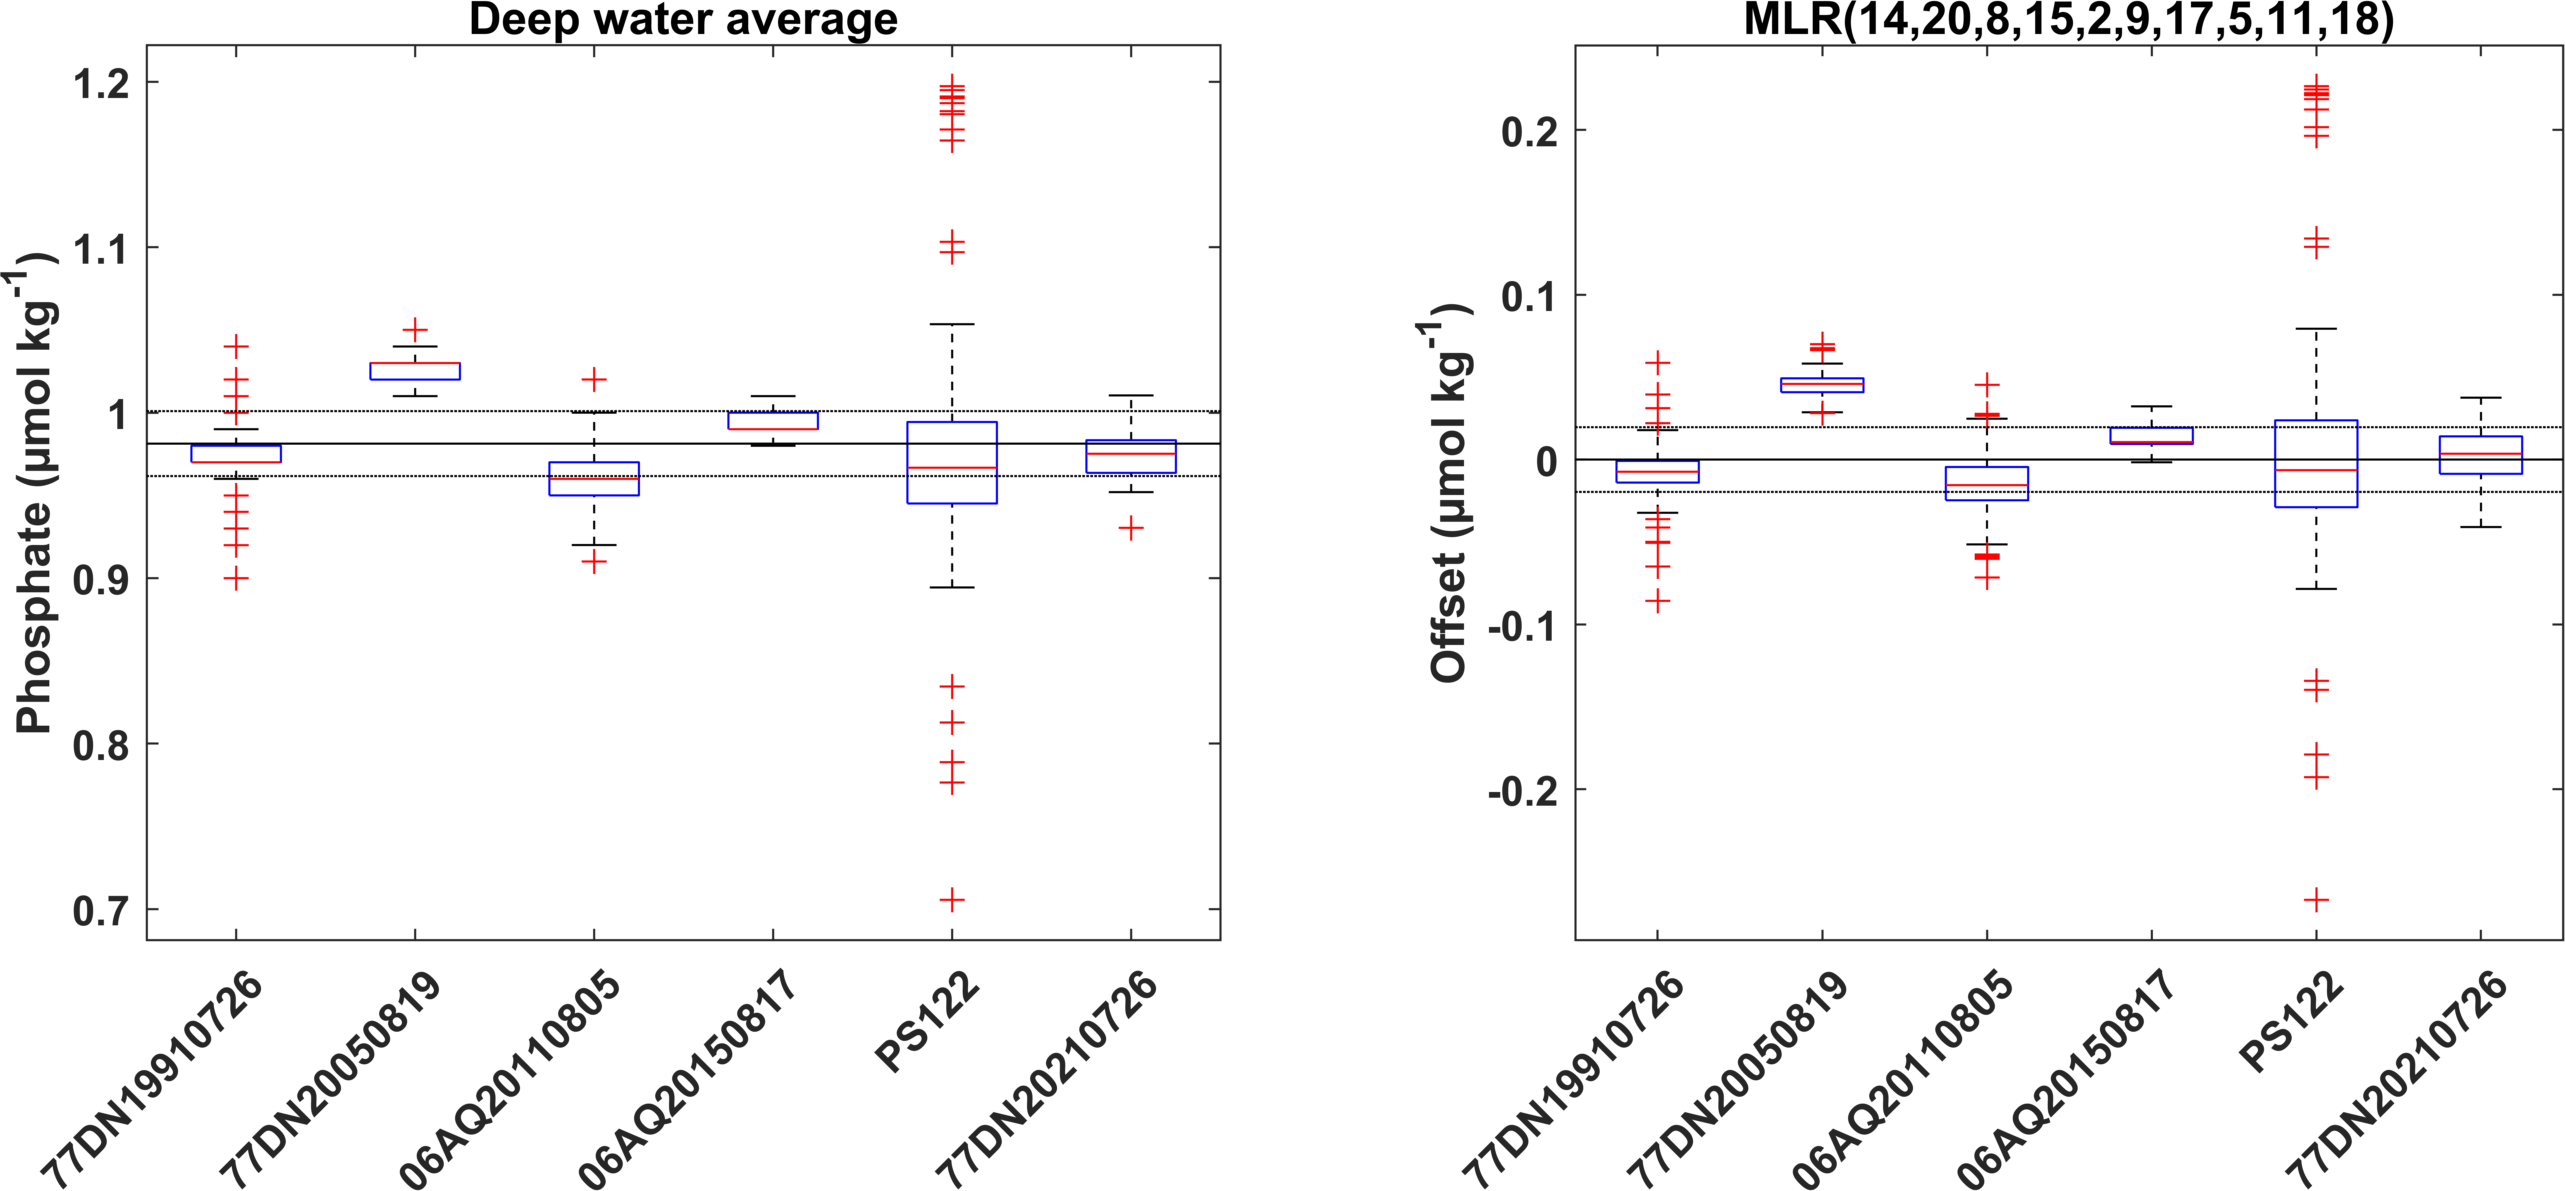 Deep water average
Phosphate (µmol kg-1)
1.2
1.1
1
0.9
0.8
0.7
77DN19910726
77DN20050819
06AQ20110805
06AQ20150817
PS122
77DN20210726
MLR(14,20,8,15,2,9,17,5,11,18)
Offset (µmol kg-1)
0.2
0.1
0
-0.1
-0.2
77DN19910726
77DN20050819
06AQ20110805
06AQ20150817
PS122
77DN20210726